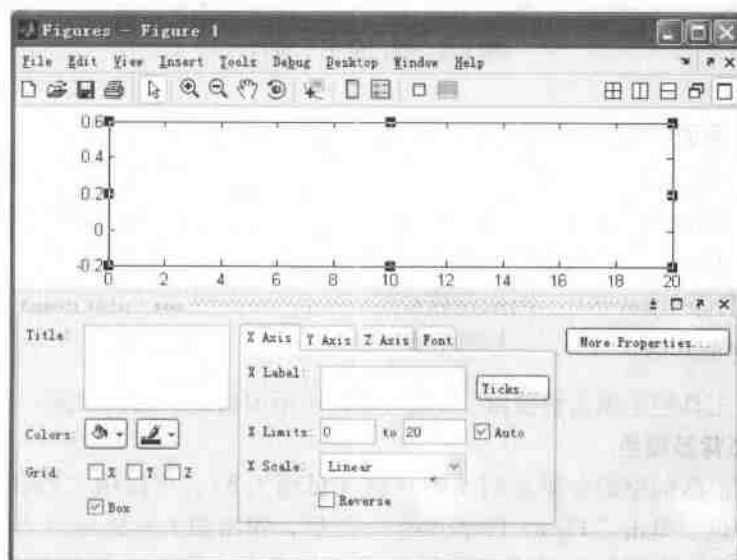 Figures - Figure 1
File Edit View Insert Tools Debug Desktop Window Help
0.6
0.4
0.2
0
-0.2
0 2 4 6 8 10 12 14 16 18 20
Title:
X Axis Y Axis Z Axis Font
More Properties...
X Label:
Ticks...
Colors:
X Limits: 0 to 20 Auto
Grid X Y Z
X Scale: Linear
Box
Reverse